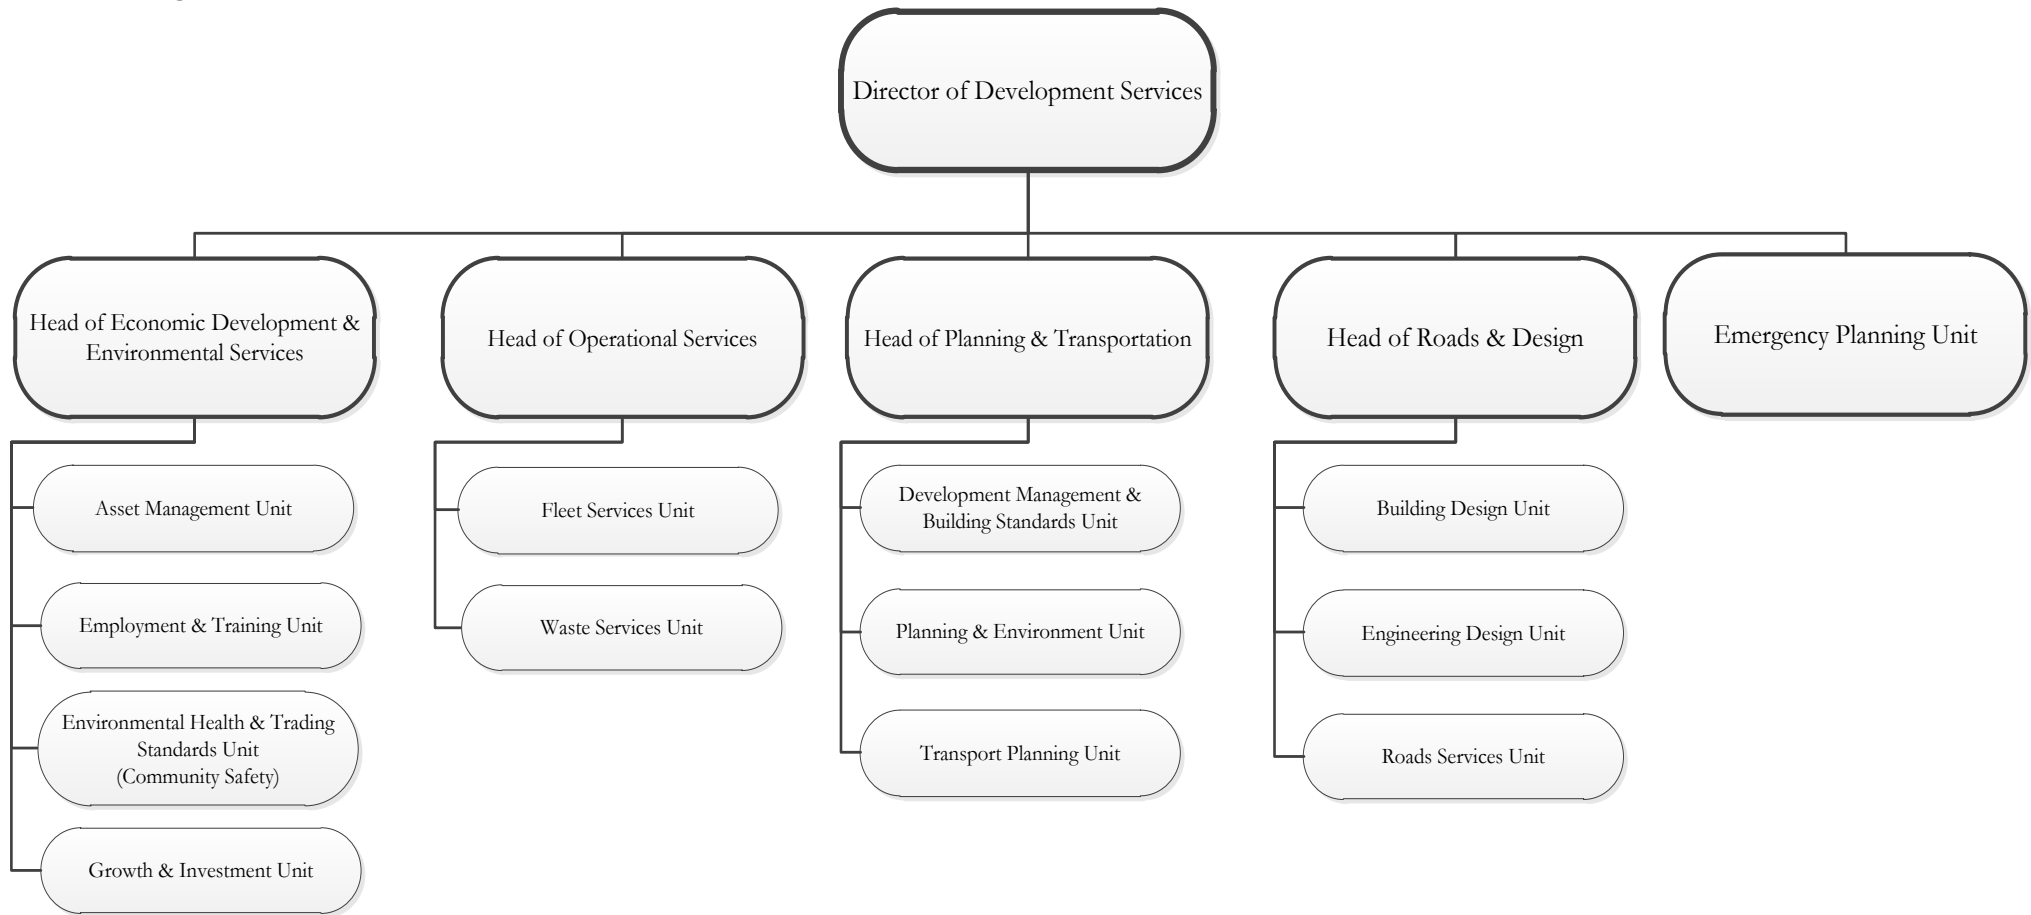 Director of Development Services
Head of Economic Development &
Environmental Services
Head of Operational Services
Head of Planning & Transportation
Head of Roads & Design
Emergency Planning Unit
Asset Management Unit
Employment & Training Unit
Environmental Health & Trading
Standards Unit
(Community Safety)
Growth & Investment Unit
Fleet Services Unit
Waste Services Unit
Development Management &
Building Standards Unit
Planning & Environment Unit
Transport Planning Unit
Building Design Unit
Engineering Design Unit
Roads Services Unit